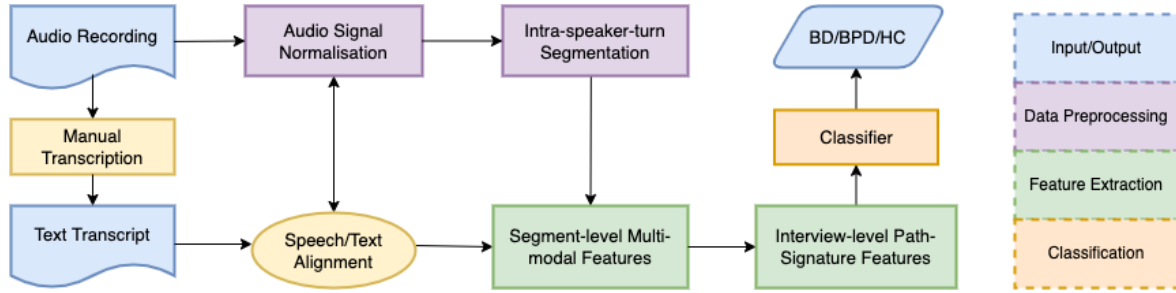 Audio Recording
Audio Signal
Normalisation
Intra-speaker-turn
Segmentation
BD/BPD/HC
Input/Output
Manual
Transcription
Classifier
Data Preprocessing
Text Transcript
Speech/Text
Alignment
Segment-level Multi-
modal Features
Interview-level Path-
Signature Features
Feature Extraction
Classification